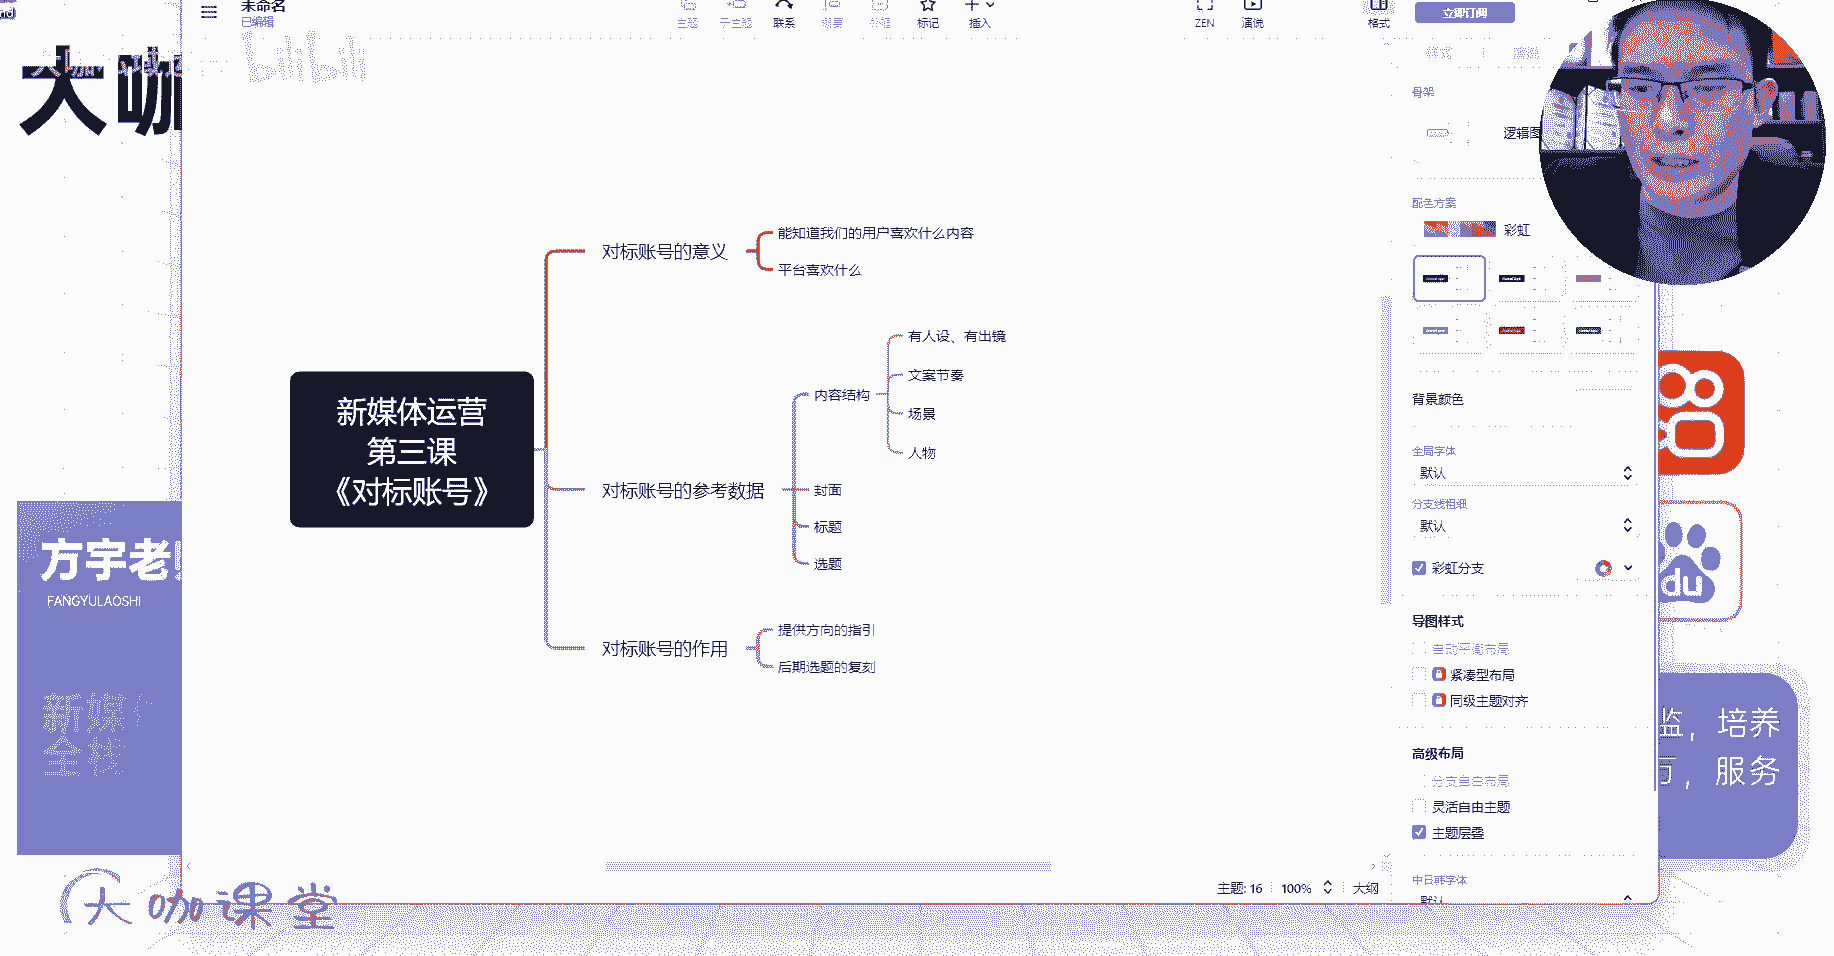 nd
未命名
已编辑
主题
子主题
联系
概要
外框
标记
插入
ZEN
演说
格式
立即订阅
bilibili
大咖
样式
骨架
逻辑图
配色方案
彩虹
对标账号的意义
能知道我们的用户喜欢什么内容
平台喜欢什么
新媒体运营
第三课
《对标账号》
对标账号的参考数据
内容结构
有人设、有出镜
文案节奏
场景
人物
封面
标题
选题
对标账号的作用
提供方向的指引
后期选题的复刻
背景颜色
全局字体
默认
分支线粗细
默认
彩虹分支
导图样式
自动平衡布局
紧凑型布局
同级主题对齐
高级布局
分支自由布局
灵活自由主题
主题层叠
中日韩字体
默认
主题: 16
100%
大纲
方宇老
FANGYULAOSHI
新媒
全栈
du
监，培养
万，服务
大咖课堂